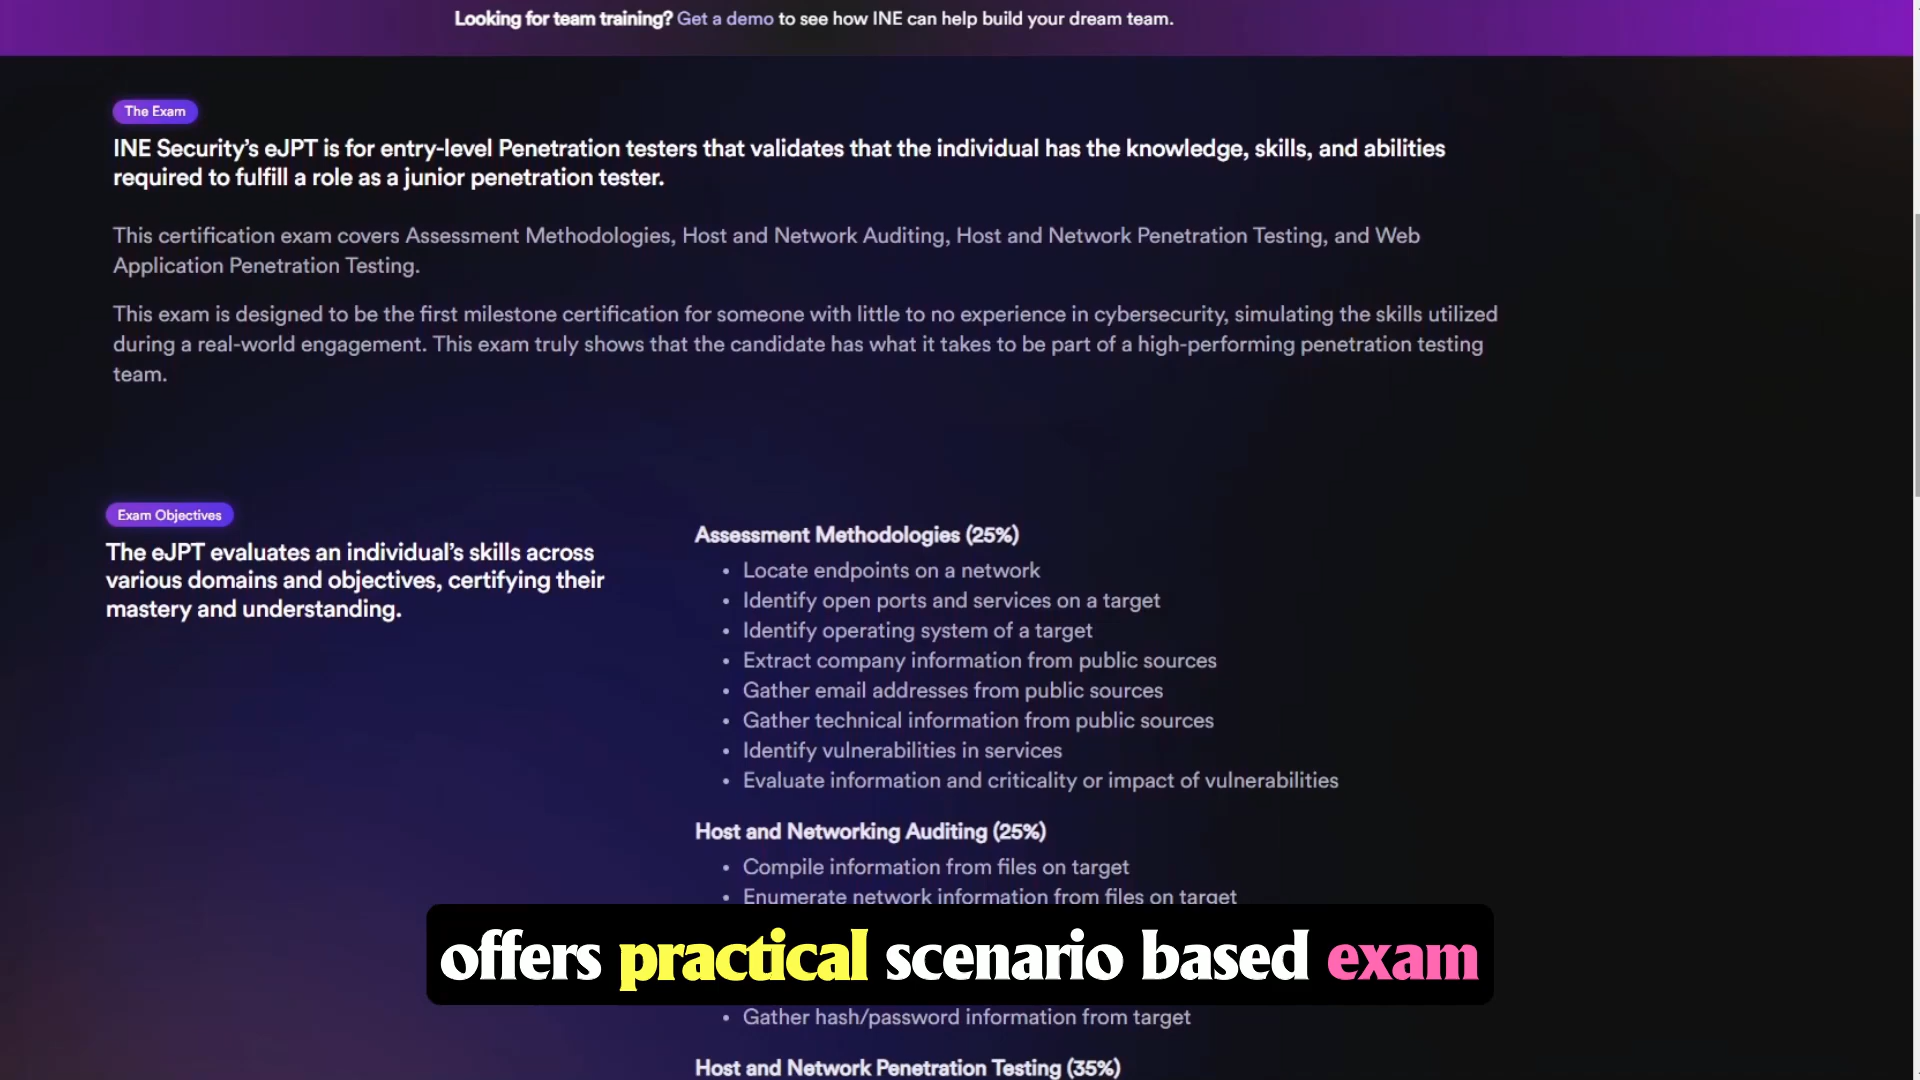 Looking for team training? Get a demo to see how INE can help build your dream team.
The Exam
INE Security's eJPT is for entry-level Penetration testers that validates that the individual has the knowledge, skills, and abilities
required to fulfill a role as a junior penetration tester.
This certification exam covers Assessment Methodologies, Host and Network Auditing, Host and Network Penetration Testing, and Web
Application Penetration Testing.
This exam is designed to be the first milestone certification for someone with little to no experience in cybersecurity, simulating the skills utilized
during a real-world engagement. This exam truly shows that the candidate has what it takes to be part of a high-performing penetration testing
team.
Exam Objectives
The eJPT evaluates an individual's skills across
various domains and objectives, certifying their
mastery and understanding.
Assessment Methodologies (25%)
• Locate endpoints on a network
• Identify open ports and services on a target
• Identify operating system of a target
• Extract company information from public sources
• Gather email addresses from public sources
• Gather technical information from public sources
• Identify vulnerabilities in services
• Evaluate information and criticality or impact of vulnerabilities
Host and Networking Auditing (25%)
• Compile information from files on target
• Enumerate network information from files on target
offers practical scenario based exam
• Gather hash/password information from target
Host and Network Penetration Testing (35%)